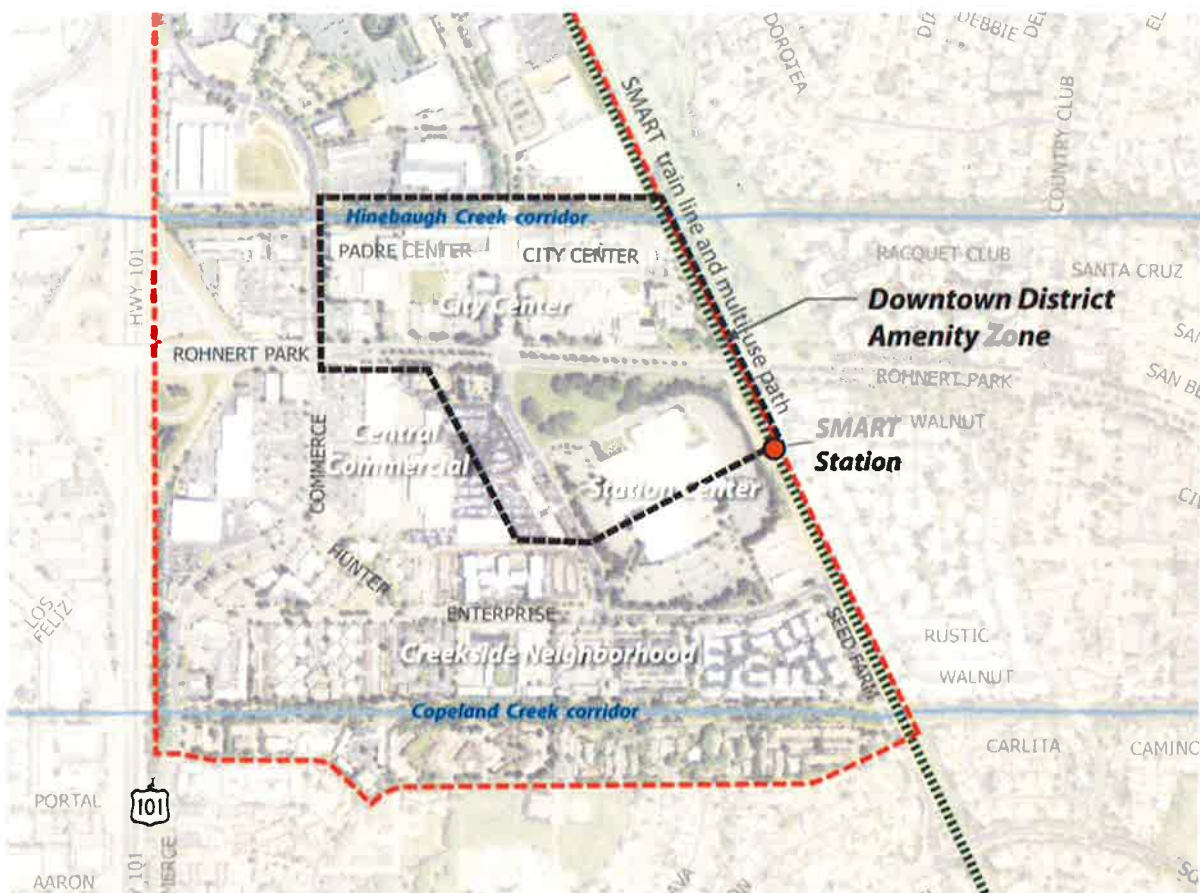 DOROTEA
DEBBIE
COUNTRY CLUB
SMART train line and multiuse path
Hinebaugh Creek corridor
PADRE CENTER
CITY CENTER
RACQUET CLUB
SANTA CRUZ
HWY 101
City Center
Downtown District
Amenity Zone
ROHNERT PARK
ROHNERT PARK
WALNUT
COMMERCE
Central
Commercial
SMART
Station
Station Center
HUNTER
ENTERPRISE
LOS
FELIZ
Creekside Neighborhood
SEED FARM
RUSTIC
WALNUT
Copeland Creek corridor
CARLITA
CAMINO
PORTAL
101
AARON